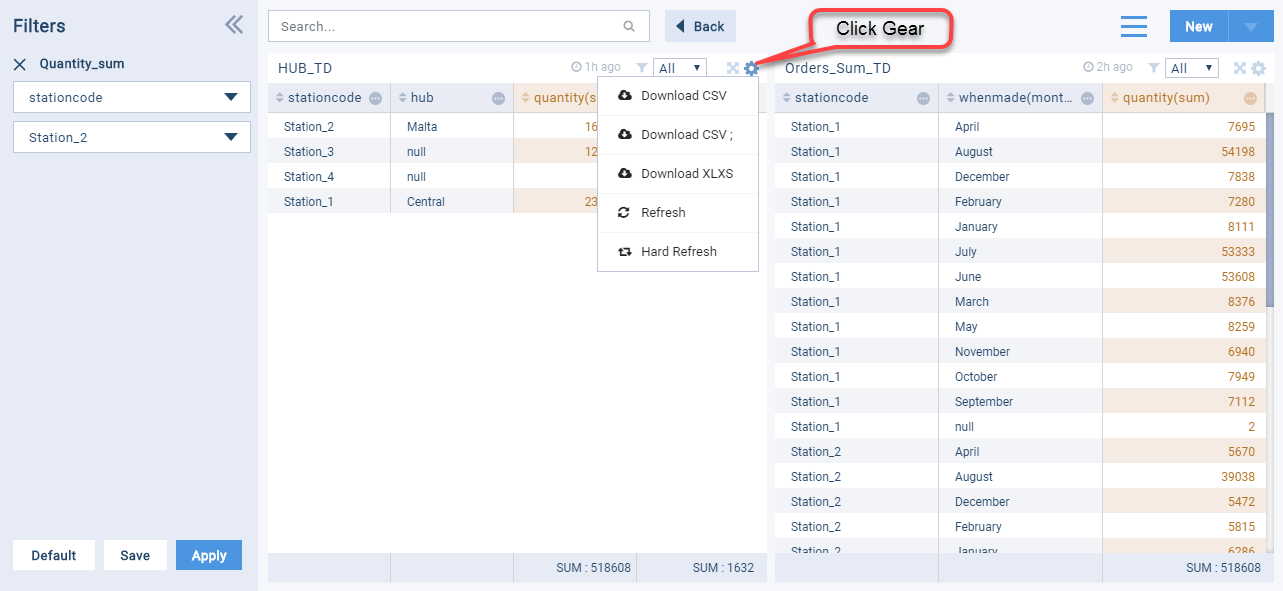 Filters
Quantity_sum
stationcode
Station_2
Default Save Apply
Search... Back Click Gear New
HUB_TD 1h ago All
stationcode hub quantity(s
Station_2 Malta 16
Station_3 null 12
Station_4 null
Station_1 Central 23
Download CSV
Download CSV ;
Download XLXS
Refresh
Hard Refresh
SUM : 518608 SUM : 1632
Orders_Sum_TD 2h ago All
stationcode whenmade(mont... quantity(sum)
Station_1 April 7695
Station_1 August 54198
Station_1 December 7838
Station_1 February 7280
Station_1 January 8111
Station_1 July 53333
Station_1 June 53608
Station_1 March 8376
Station_1 May 8259
Station_1 November 6940
Station_1 October 7949
Station_1 September 7112
Station_1 null 2
Station_2 April 5670
Station_2 August 39038
Station_2 December 5472
Station_2 February 5815
Station_2 January 6286
SUM : 518608